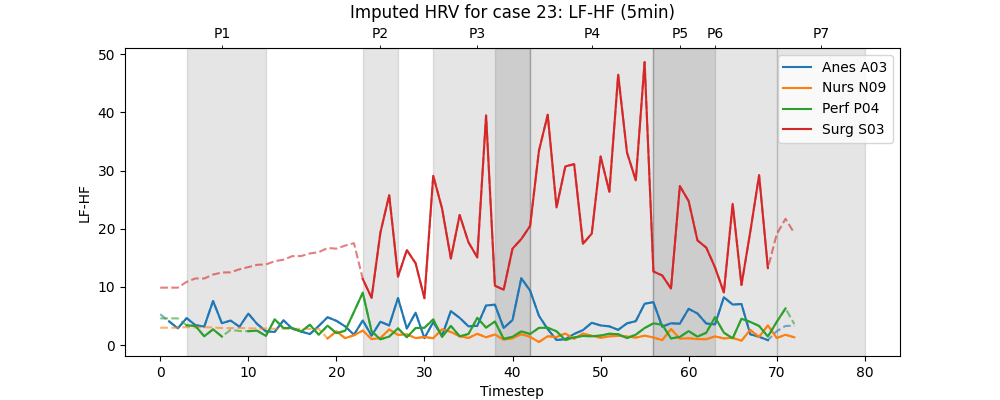 Imputed HRV for case 23: LF-HF (5min)
P1 P2 P3 P4 P5 P6 P7
50
40
30
20
10
0
LF-HF
Anes A03
Nurs N09
Perf P04
Surg S03
0 10 20 30 40 50 60 70 80
Timestep